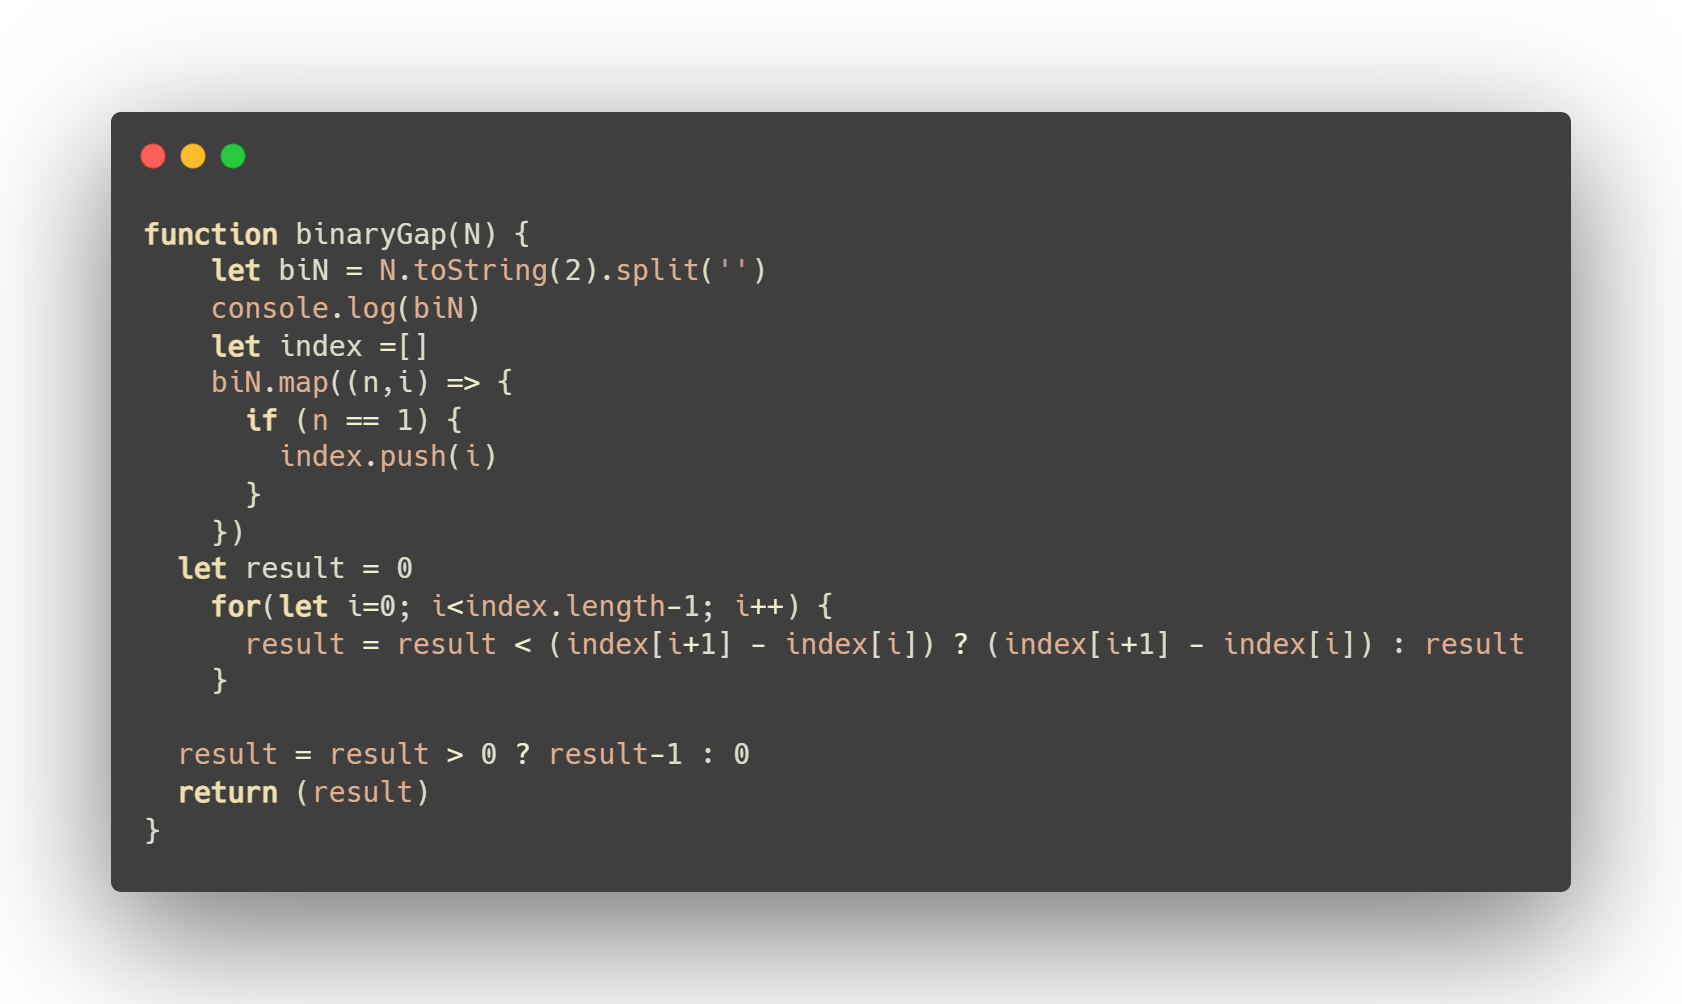 function binaryGap(N) {
    let biN = N.toString(2).split('')
    console.log(biN)
    let index =[]
    biN.map((n,i) => {
      if (n == 1) {
        index.push(i)
      }
    })
  let result = 0
    for(let i=0; i<index.length-1; i++) {
      result = result < (index[i+1] - index[i]) ? (index[i+1] - index[i]) : result
    }

  result = result > 0 ? result-1 : 0
  return (result)
}